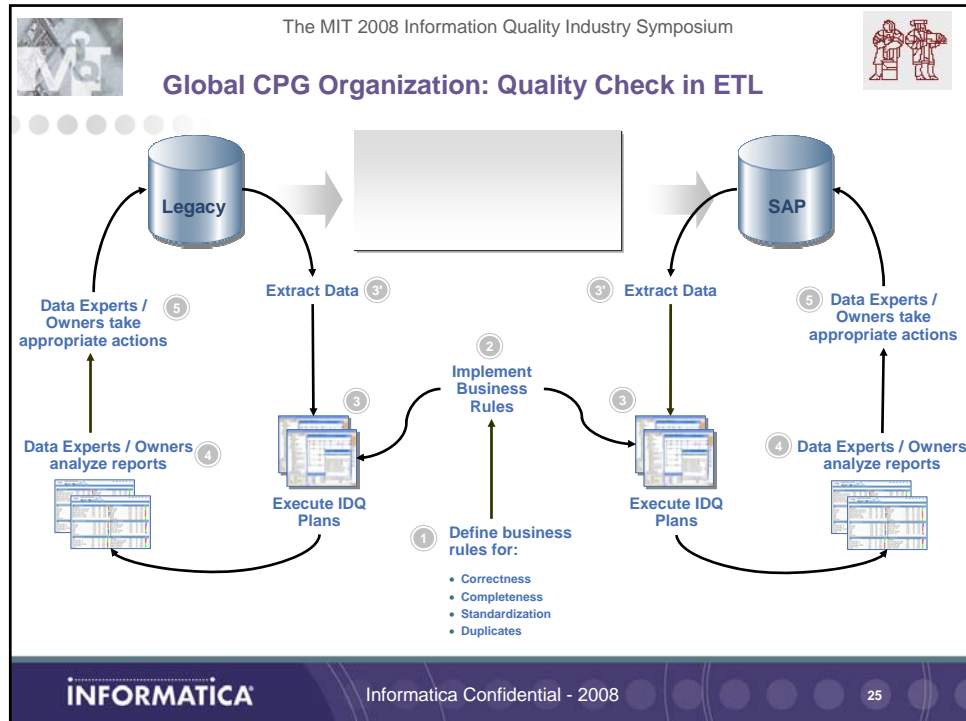 The MIT 2008 Information Quality Industry Symposium
Global CPG Organization: Quality Check in ETL
Legacy
SAP
Extract Data
3'
3'
Extract Data
Data Experts /
Owners take
appropriate actions
5
5
Data Experts /
Owners take
appropriate actions
2
Implement
Business
Rules
3
3
Data Experts / Owners
analyze reports
4
4
Data Experts / Owners
analyze reports
Execute IDQ
Plans
Execute IDQ
Plans
1
Define business
rules for:
• Correctness
• Completeness
• Standardization
• Duplicates
INFORMATICA
Informatica Confidential - 2008
25